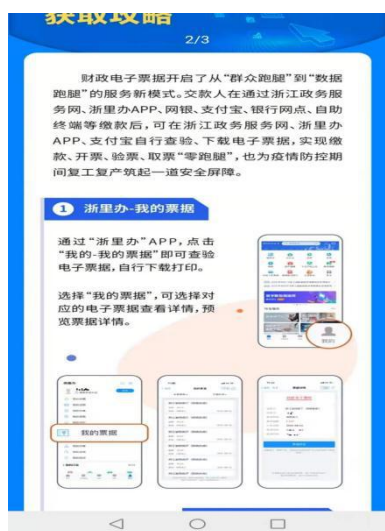 获取攻略
2/3
财政电子票据开启了从“群众跑腿”到“数据
跑腿”的服务新模式。交款人在通过浙江政务服
务网、浙里办APP、网银、支付宝、银行网点、自助
终端等缴款后，可在浙江政务服务网、浙里办
APP、支付宝自行查验、下载电子票据，实现缴
款、开票、验票、取票“零跑腿”，也为疫情防控期
间复工复产筑起一道安全屏障。
1 浙里办-我的票据
通过“浙里办”APP，点击
“我的-我的票据”即可查验
电子票据，自行下载打印。
选择“我的票据”，可选择对
应的电子票据查看详情，预
览票据详情。
我的
我的票据